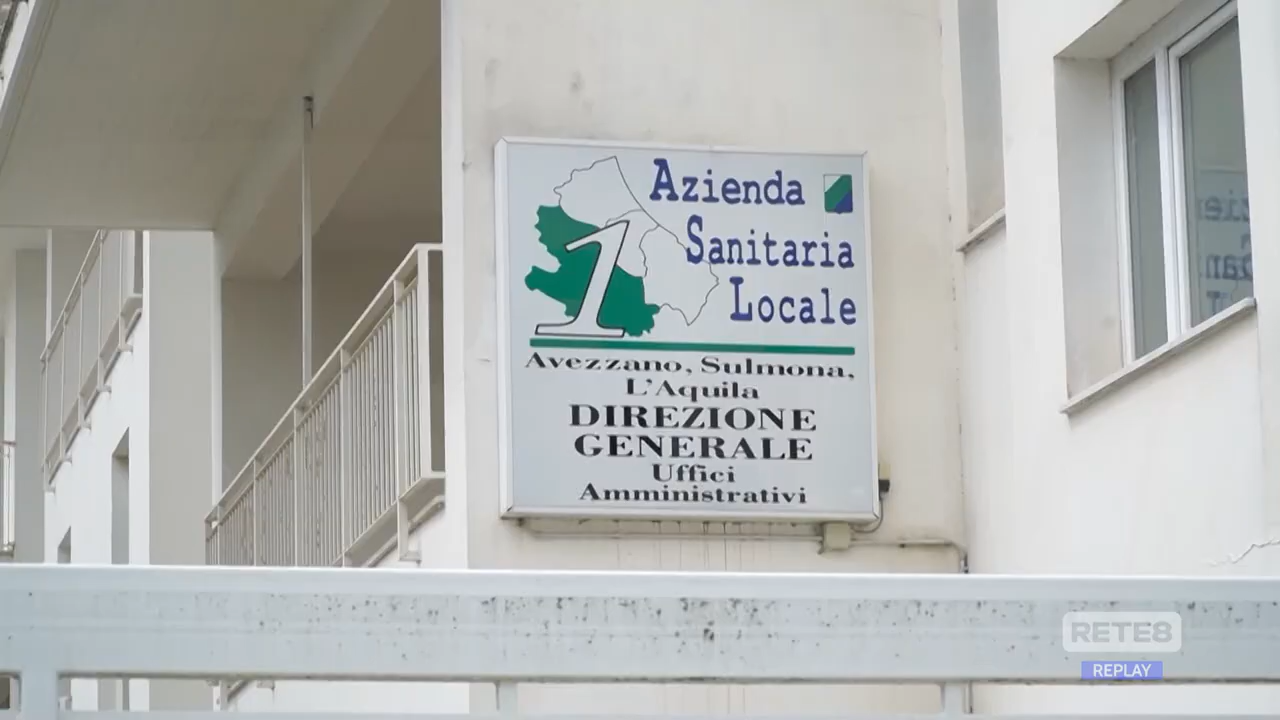 Azienda
Sanitaria
Locale
1
Avezzano, Sulmona,
L'Aquila
DIREZIONE
GENERALE
Uffici
Amministrativi
RETE8
REPLAY